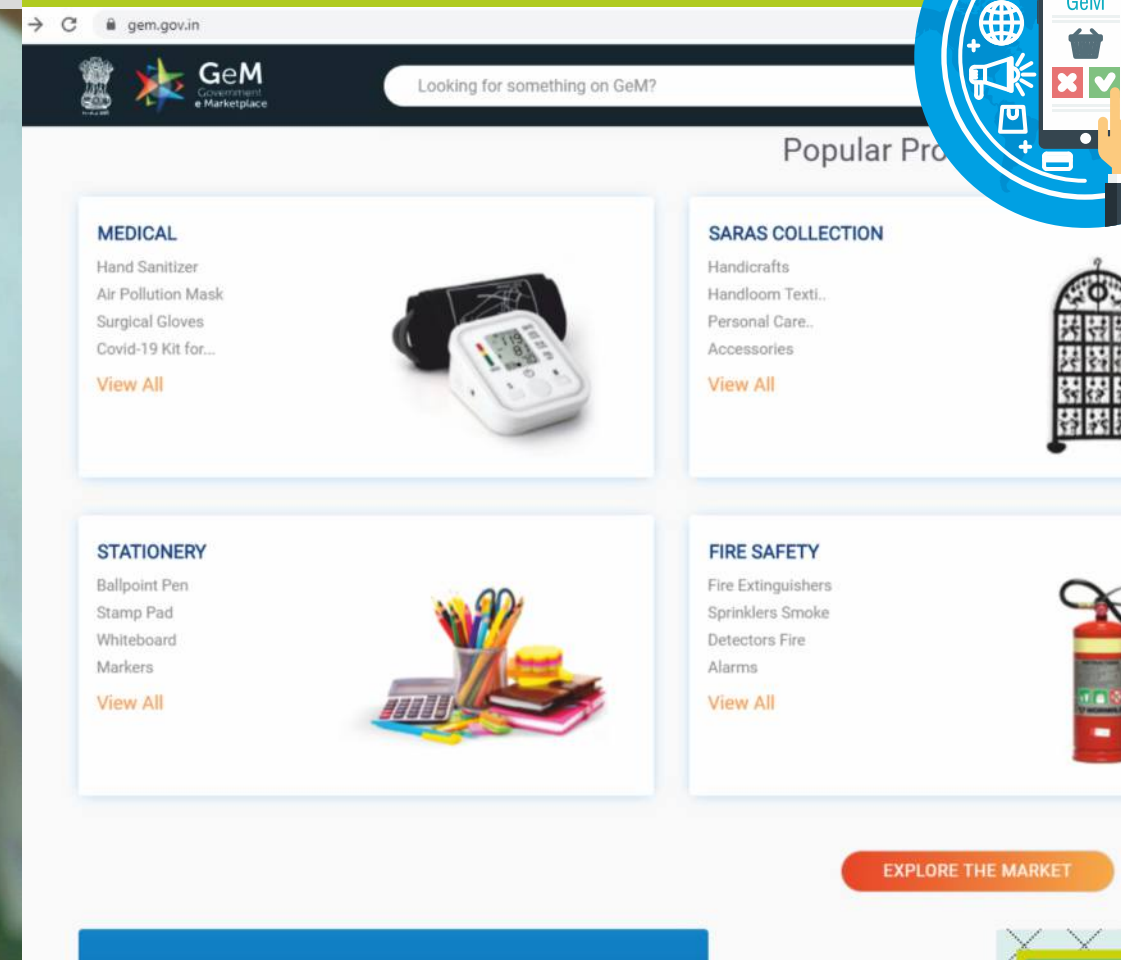 gem.gov.in
GeM
Government
e Marketplace
Looking for something on GeM?
GeM
Popular Pro
MEDICAL
Hand Sanitizer
Air Pollution Mask
Surgical Gloves
Covid-19 Kit for...
View All
SARAS COLLECTION
Handicrafts
Handloom Texti..
Personal Care..
Accessories
View All
STATIONERY
Ballpoint Pen
Stamp Pad
Whiteboard
Markers
View All
FIRE SAFETY
Fire Extinguishers
Sprinklers Smoke
Detectors Fire
Alarms
View All
EXPLORE THE MARKET